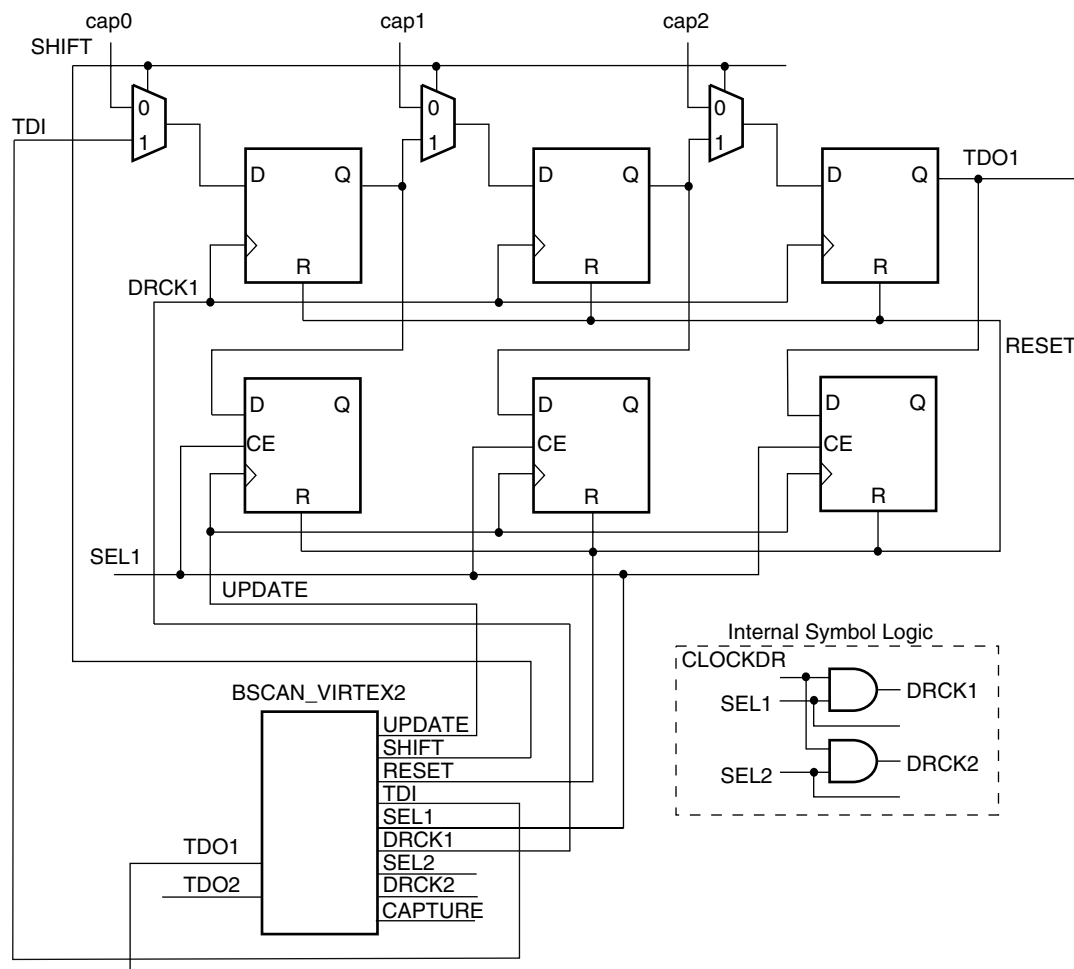 cap0 cap1 cap2
SHIFT
0 0 0
TDI 1 1 1
TDO1
D Q D Q D Q
R R R
DRCK1
RESET
D Q D Q D Q
CE CE CE
R R R
SEL1
UPDATE
Internal Symbol Logic
CLOCKDR
DRCK1
SEL1
DRCK2
SEL2
BSCAN_VIRTEX2
UPDATE
SHIFT
RESET
TDI
SEL1
DRCK1
SEL2
DRCK2
CAPTURE
TDO1
TDO2